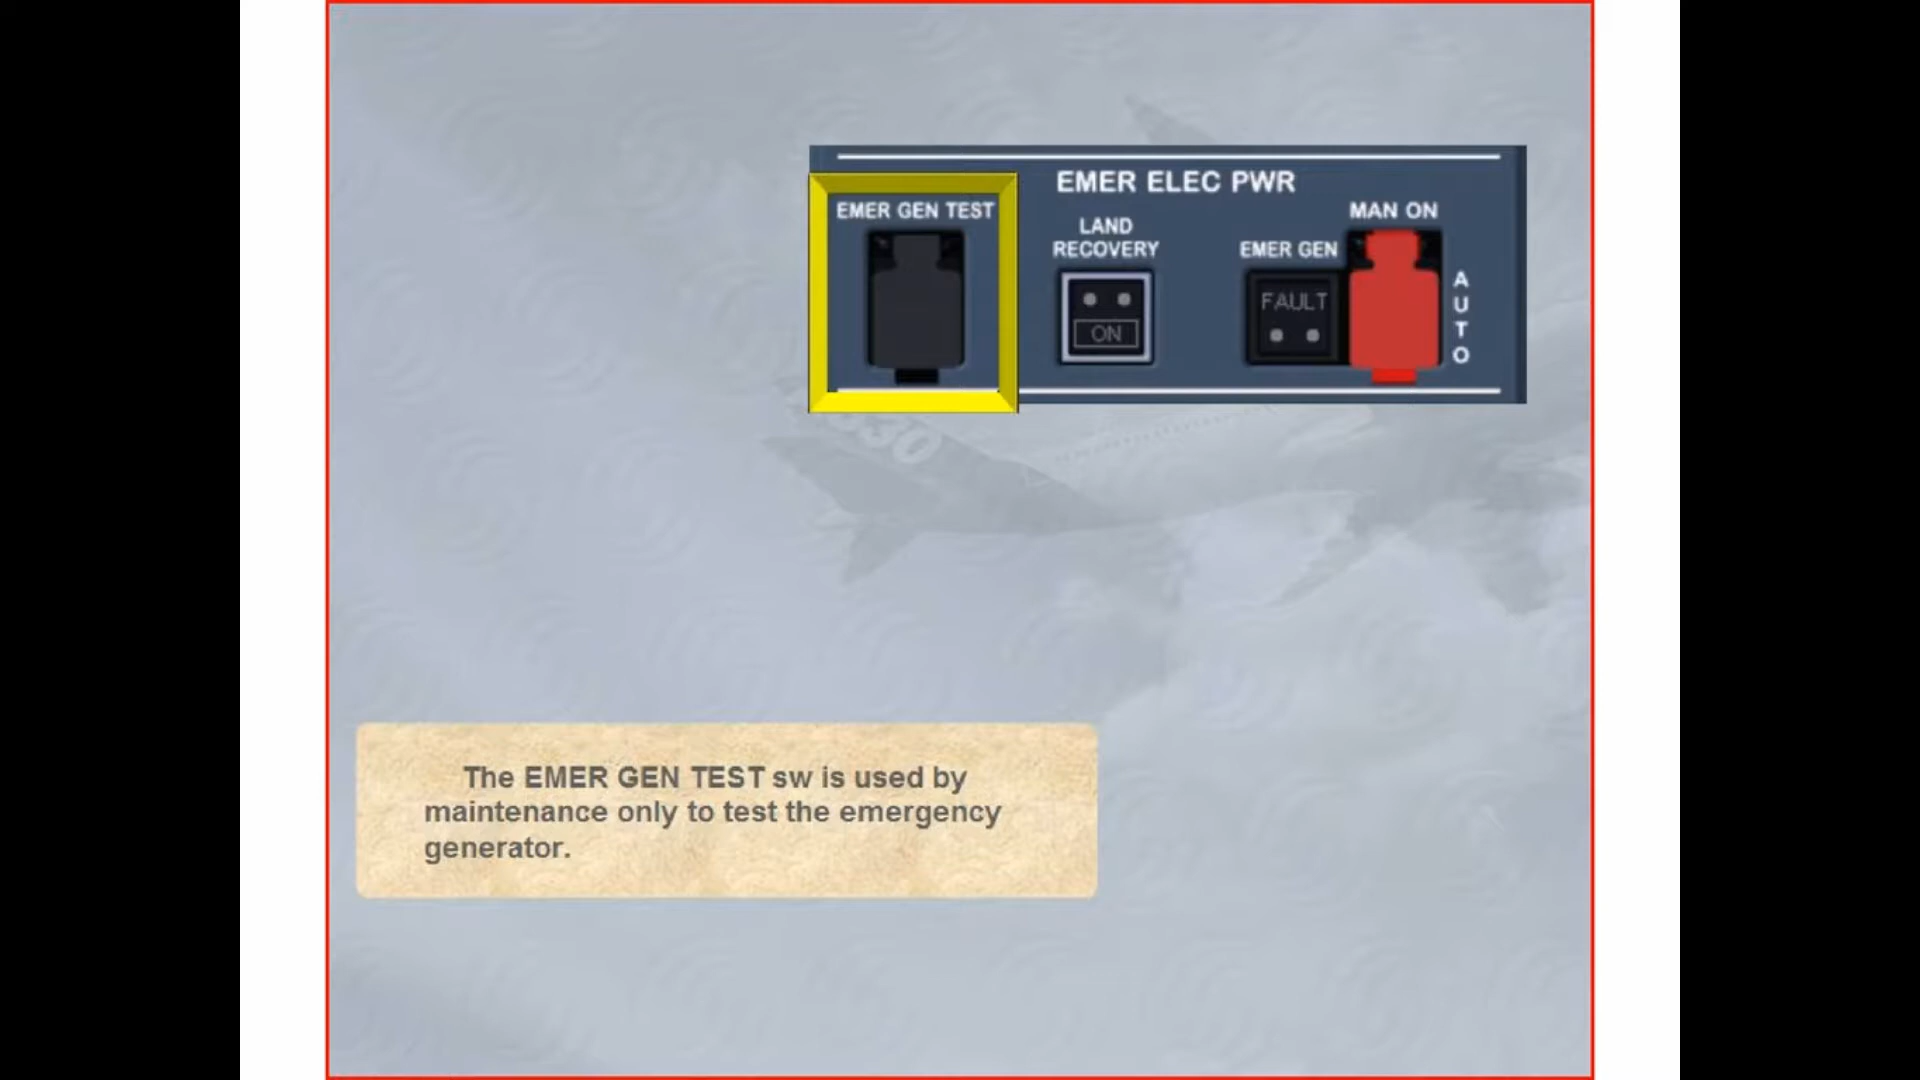 EMER ELEC PWR
EMER GEN TEST
LAND
RECOVERY
ON
EMER GEN
FAULT
MAN ON
A
U
T
O
330
The EMER GEN TEST sw is used by
maintenance only to test the emergency
generator.